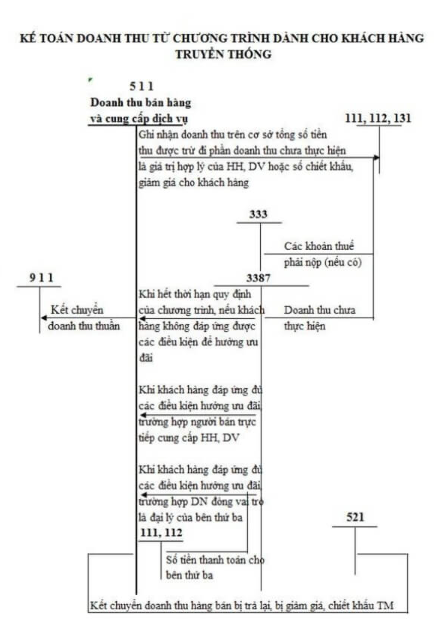 KẾ TOÁN DOANH THU TỪ CHƯƠNG TRÌNH DÀNH CHO KHÁCH HÀNG
TRUYỀN THỐNG
511
Doanh thu bán hàng
và cung cấp dịch vụ
111, 112, 131
Ghi nhận doanh thu trên cơ sở tổng số tiền
thu được trừ đi phần doanh thu chưa thực hiện
là giá trị hợp lý của HH, DV hoặc số chiết khấu,
giảm giá cho khách hàng
333
Các khoản thuế
phải nộp (nếu có)
911
3387
Kết chuyển
doanh thu thuần
Khi hết thời hạn quy định
của chương trình, nếu khách
hàng không đáp ứng được
các điều kiện để hưởng ưu
đãi
Doanh thu chưa
thực hiện
Khi khách hàng đáp ứng đủ
các điều kiện hưởng ưu đãi,
trường hợp người bán trực
tiếp cung cấp HH, DV
Khi khách hàng đáp ứng đủ
các điều kiện hưởng ưu đãi,
trường hợp DN đóng vai trò
là đại lý của bên thứ ba
111, 112
521
Số tiền thanh toán cho
bên thứ ba
Kết chuyển doanh thu hàng bán bị trả lại, bị giảm giá, chiết khấu TM